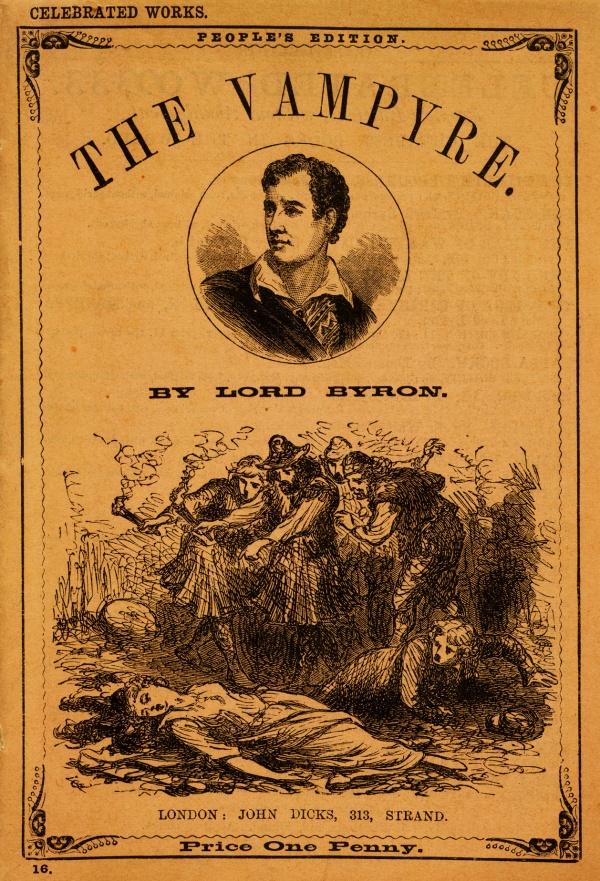 CELEBRATED WORKS.
PEOPLE'S EDITION.
THE VAMPYRE.
BY LORD BYRON.
LONDON: JOHN DICKS, 313, STRAND.
Price One Penny.
16.